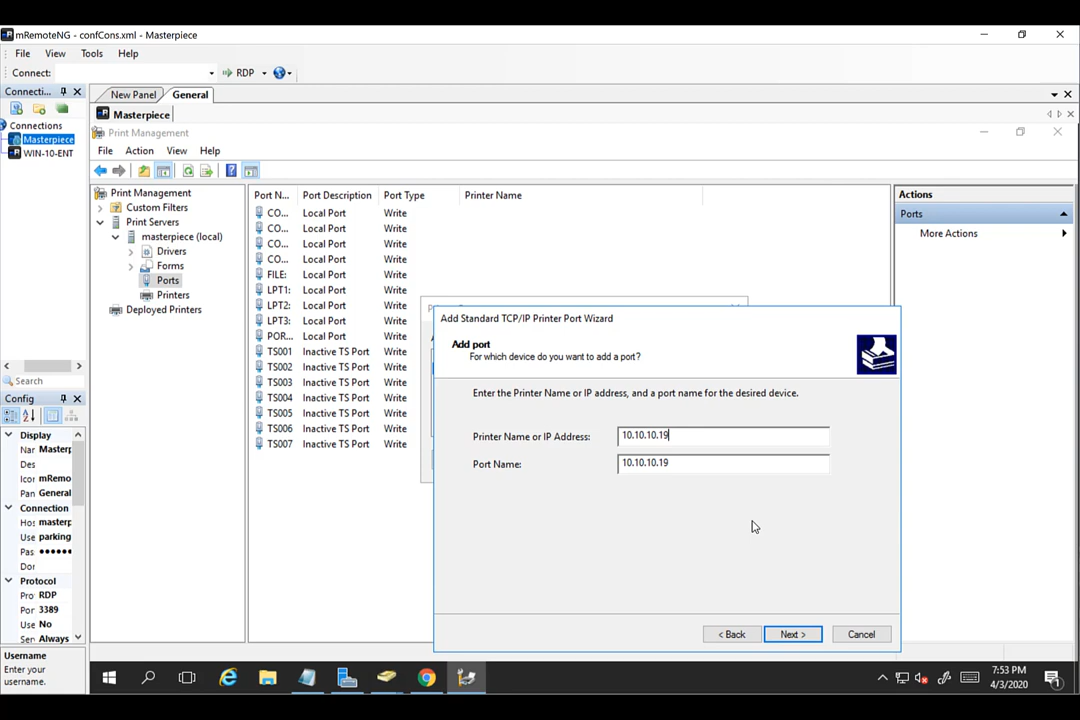 mRemoteNG - confCons.xml - Masterpiece
File View Tools Help
Connect: RDP
Connecti...
New Panel General
Masterpiece
Connections
Masterpiece
WIN-10-ENT
Print Management
File Action View Help
Print Management
Custom Filters
Print Servers
masterpiece (local)
Drivers
Forms
Ports
Printers
Deployed Printers
Port N... Port Description Port Type Printer Name
CO... Local Port Write
CO... Local Port Write
CO... Local Port Write
CO... Local Port Write
FILE: Local Port Write
LPT1: Local Port Write
LPT2: Local Port Write
LPT3: Local Port Write
POR... Local Port Write
TS001 Inactive TS Port Write
TS002 Inactive TS Port Write
TS003 Inactive TS Port Write
TS004 Inactive TS Port Write
TS005 Inactive TS Port Write
TS006 Inactive TS Port Write
TS007 Inactive TS Port Write
Actions
Ports
More Actions
Add Standard TCP/IP Printer Port Wizard
Add port
For which device do you want to add a port?
Enter the Printer Name or IP address, and a port name for the desired device.
Printer Name or IP Address: 10.10.10.19
Port Name: 10.10.10.19
< Back Next > Cancel
Search
Config
Display
Nar Masterp
Des
Icor mRemo
Pan General
Connection
Hos masterp
Use parking
Pas ●●●●●●
Dor
Protocol
Pro RDP
Por 3389
Use No
Ser Always
Username
Enter your
username.
7:53 PM
4/3/2020
1